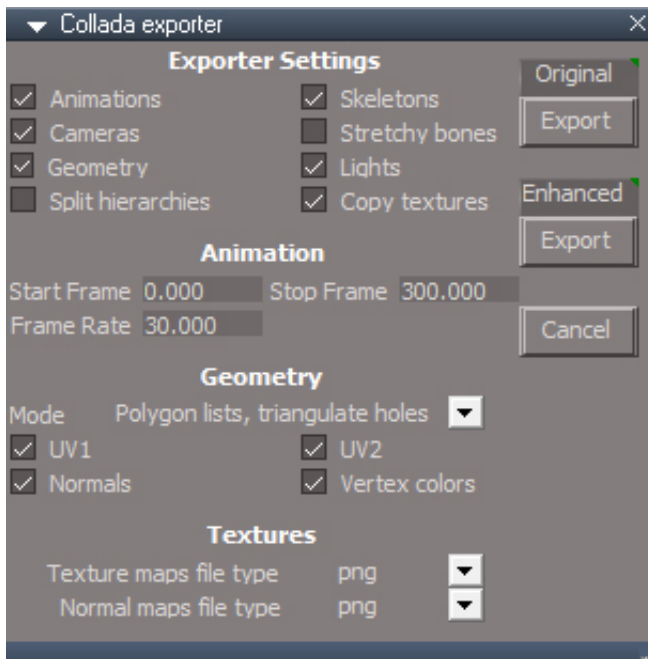 Collada exporter
Exporter Settings
Original
Animations Skeletons
Export
Cameras Stretchy bones
Geometry Lights
Split hierarchies Copy textures
Enhanced
Export
Animation
Start Frame 0.000 Stop Frame 300.000
Frame Rate 30.000
Cancel
Geometry
Mode Polygon lists, triangulate holes
UV1 UV2
Normals Vertex colors
Textures
Texture maps file type png
Normal maps file type png